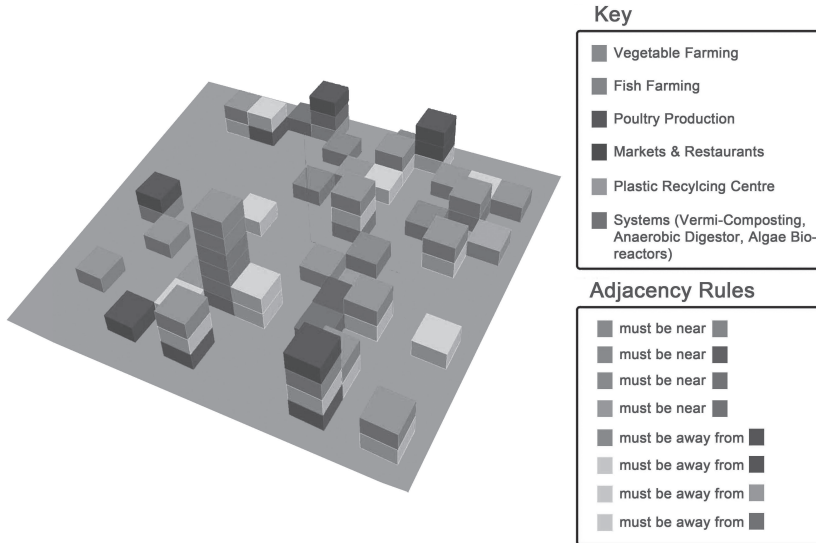 Key
Vegetable Farming
Fish Farming
Poultry Production
Markets & Restaurants
Plastic Recylcing Centre
Systems (Vermi-Composting,
Anaerobic Digestor, Algae Bio-
reactors)
Adjacency Rules
must be near
must be near
must be near
must be near
must be away from
must be away from
must be away from
must be away from